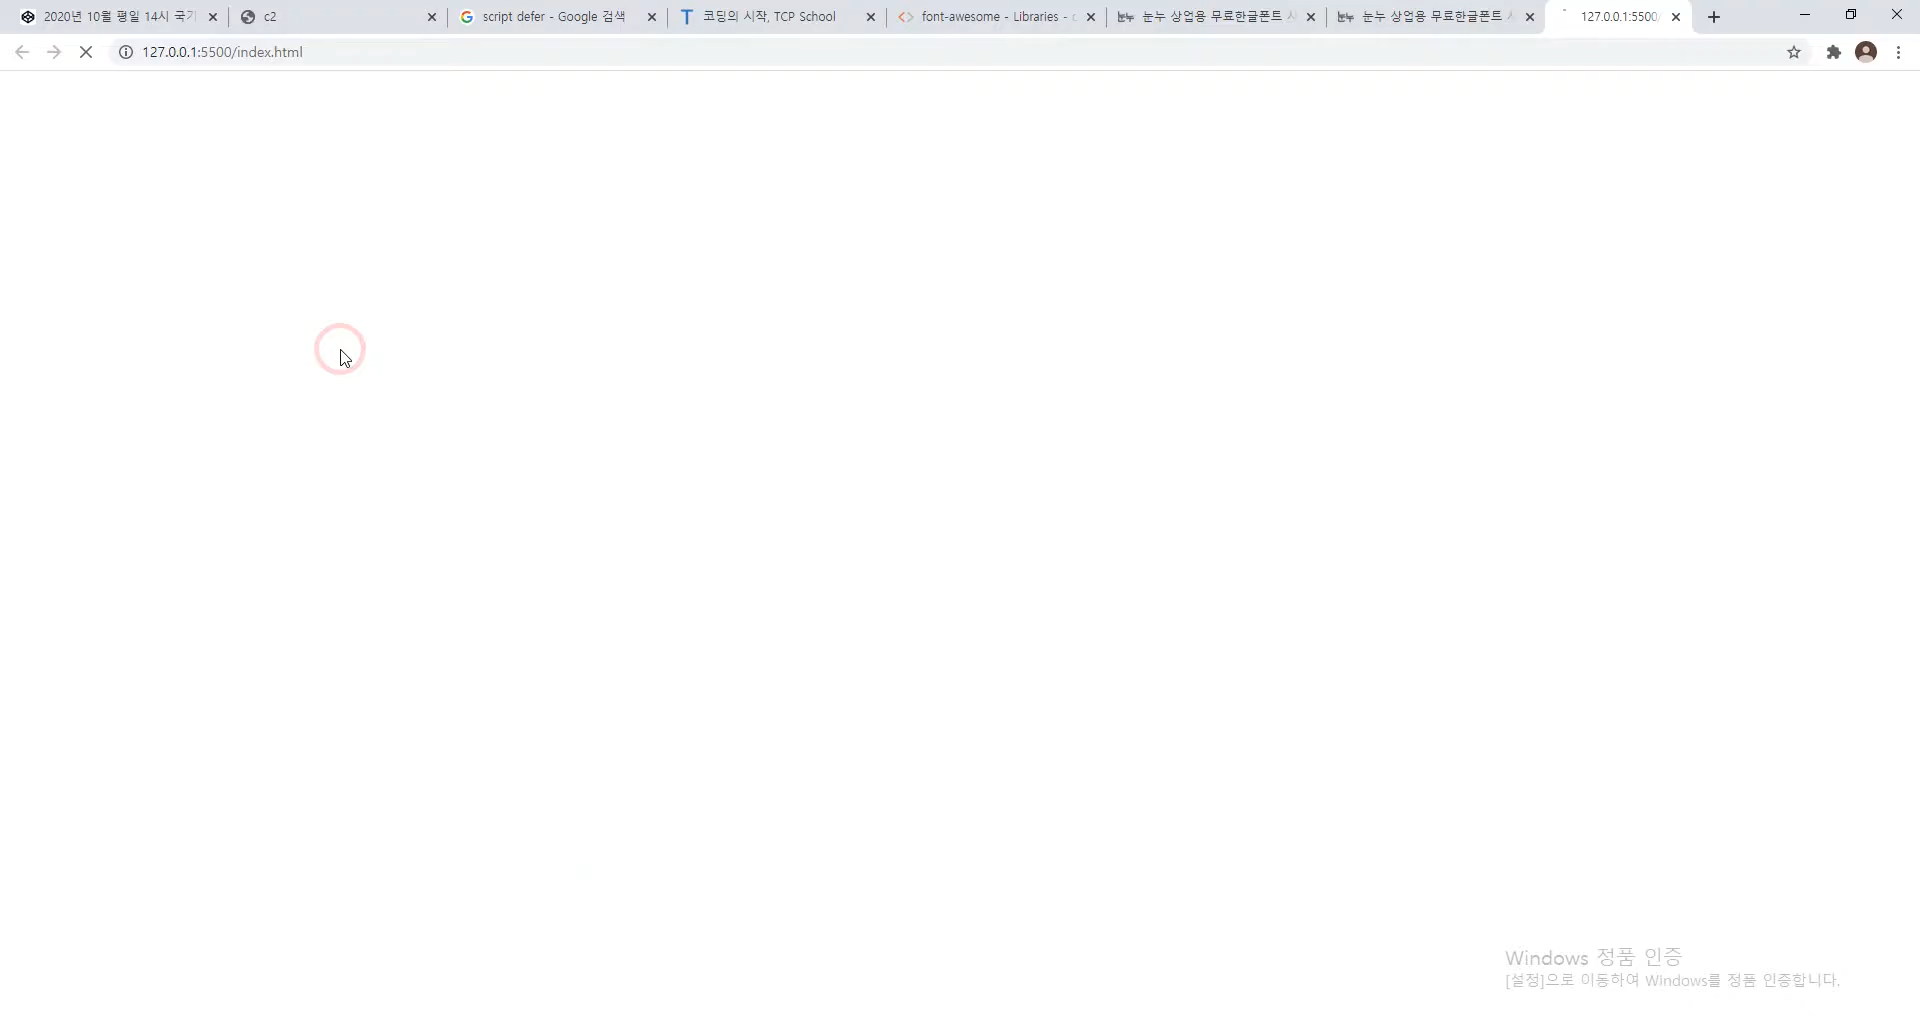 2020년 10월 평일 14시 국기
c2
script defer - Google 검색
코딩의 시작, TCP School
font-awesome - Libraries - c
눈누 상업용 무료한글폰트 사
눈누 상업용 무료한글폰트 사
127.0.0.1:5500/
127.0.0.1:5500/index.html
Windows 정품 인증
[설정]으로 이동하여 Windows를 정품 인증합니다.